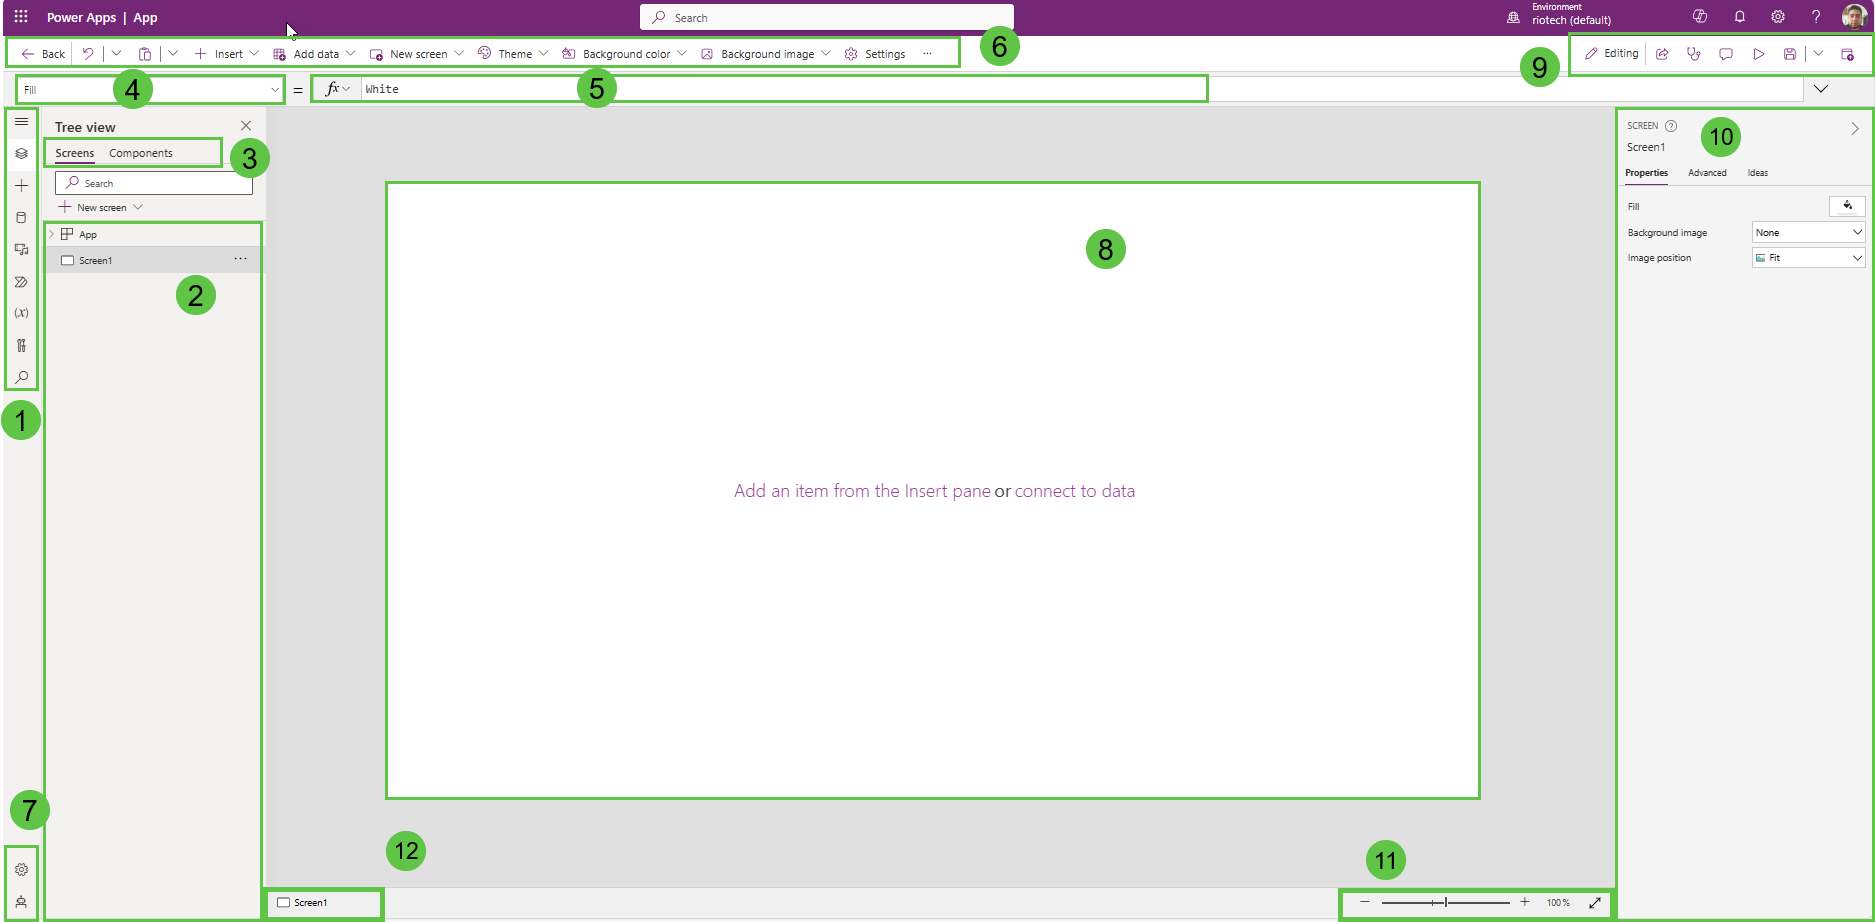 Power Apps | App
Search
Environment
riotech (default)
?
Back
Insert
Add data
New screen
Theme
Background color
Background image
Settings
...
6
9
Editing
Fill
4
=
fx
White
5
Tree view
Screens
Components
3
Search
New screen
App
Screen1
...
2
(x)
1
7
8
Add an item from the Insert pane or connect to data
SCREEN ?
10
Screen1
Properties
Advanced
Ideas
Fill
Background image
None
Image position
Fit
12
11
Screen1
100 %